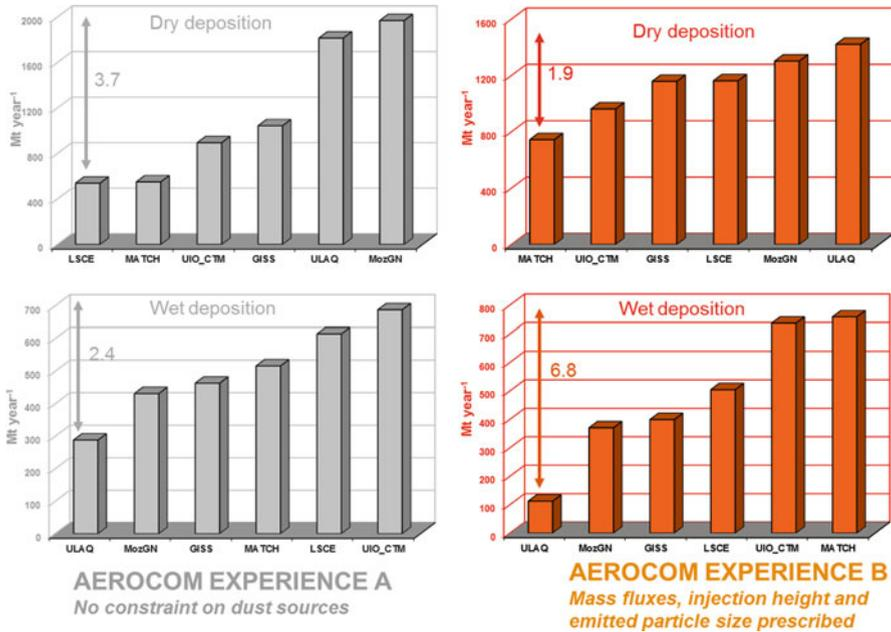 Dry deposition
3.7
Mt year⁻¹
2000
1600
1200
800
400
0
LSCE MATCH UIO_CTM GISS ULAQ MozGN
Dry deposition
1.9
Mt year⁻¹
1600
1200
800
400
0
MATCH UIO_CTM GISS LSCE MozGN ULAQ
Wet deposition
2.4
Mt year⁻¹
700
600
500
400
300
200
100
0
ULAQ MozGN GISS MATCH LSCE UIO_CTM
Wet deposition
6.8
Mt year⁻¹
800
700
600
500
400
300
200
100
0
ULAQ MozGN GISS LSCE UIO_CTM MATCH
AEROCOM EXPERIENCE A
No constraint on dust sources
AEROCOM EXPERIENCE B
Mass fluxes, injection height and
emitted particle size prescribed